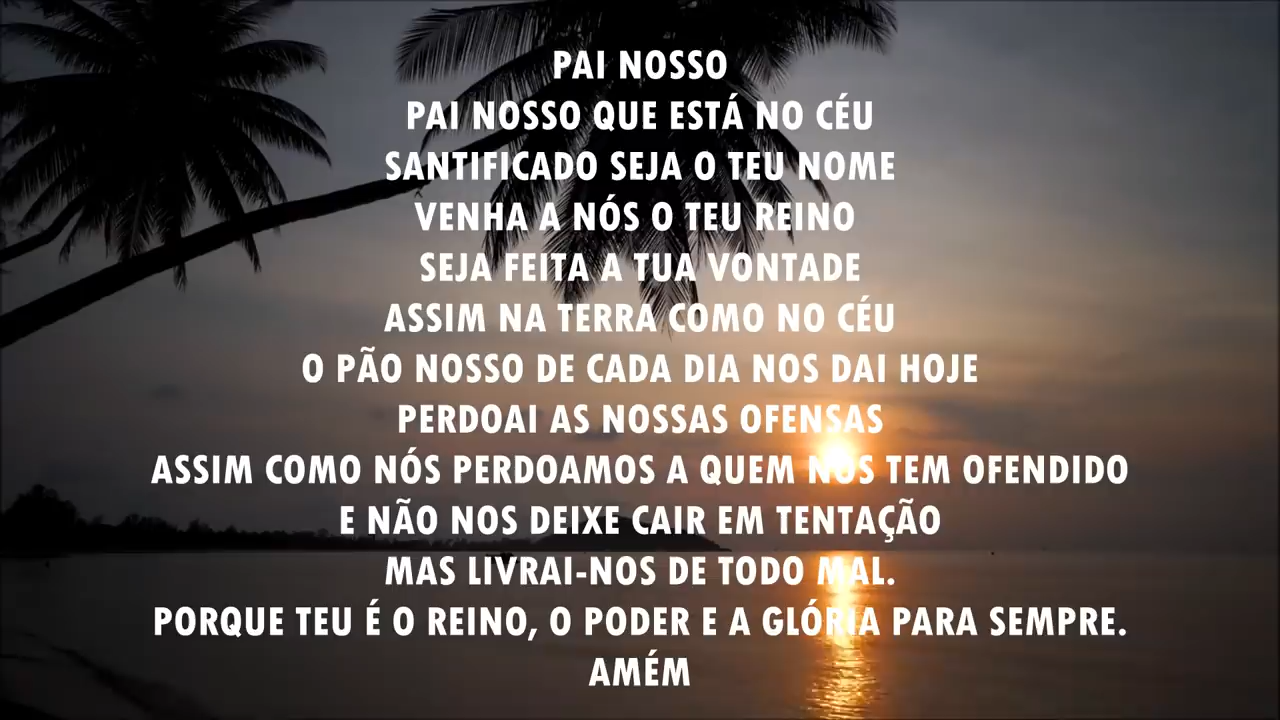 PAI NOSSO
PAI NOSSO QUE ESTÁ NO CÉU
SANTIFICADO SEJA O TEU NOME
VENHA A NÓS O TEU REINO
SEJA FEITA A TUA VONTADE
ASSIM NA TERRA COMO NO CÉU
O PÃO NOSSO DE CADA DIA NOS DAI HOJE
PERDOAI AS NOSSAS OFENSAS
ASSIM COMO NÓS PERDOAMOS A QUEM NOS TEM OFENDIDO
E NÃO NOS DEIXE CAIR EM TENTAÇÃO
MAS LIVRAI-NOS DE TODO MAL.
PORQUE TEU É O REINO, O PODER E A GLÓRIA PARA SEMPRE.
AMÉM